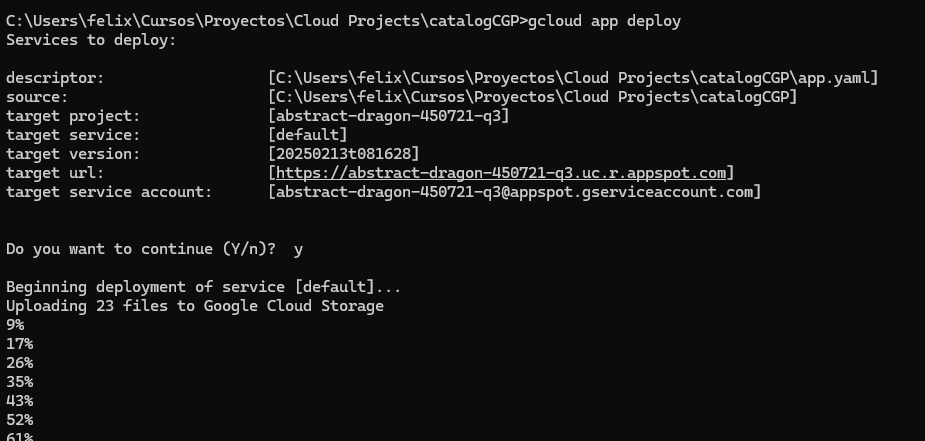 C:\Users\felix\Cursos\Proyectos\Cloud Projects\catalogCGP>gcloud app deploy
Services to deploy:
descriptor: [C:\Users\felix\Cursos\Proyectos\Cloud Projects\catalogCGP\app.yaml]
source: [C:\Users\felix\Cursos\Proyectos\Cloud Projects\catalogCGP]
target project: [abstract-dragon-450721-q3]
target service: [default]
target version: [20250213t081628]
target url: [https://abstract-dragon-450721-q3.uc.r.appspot.com]
target service account: [abstract-dragon-450721-q3@appspot.gserviceaccount.com]
Do you want to continue (Y/n)? y
Beginning deployment of service [default]...
Uploading 23 files to Google Cloud Storage
9%
17%
26%
35%
43%
52%
61%